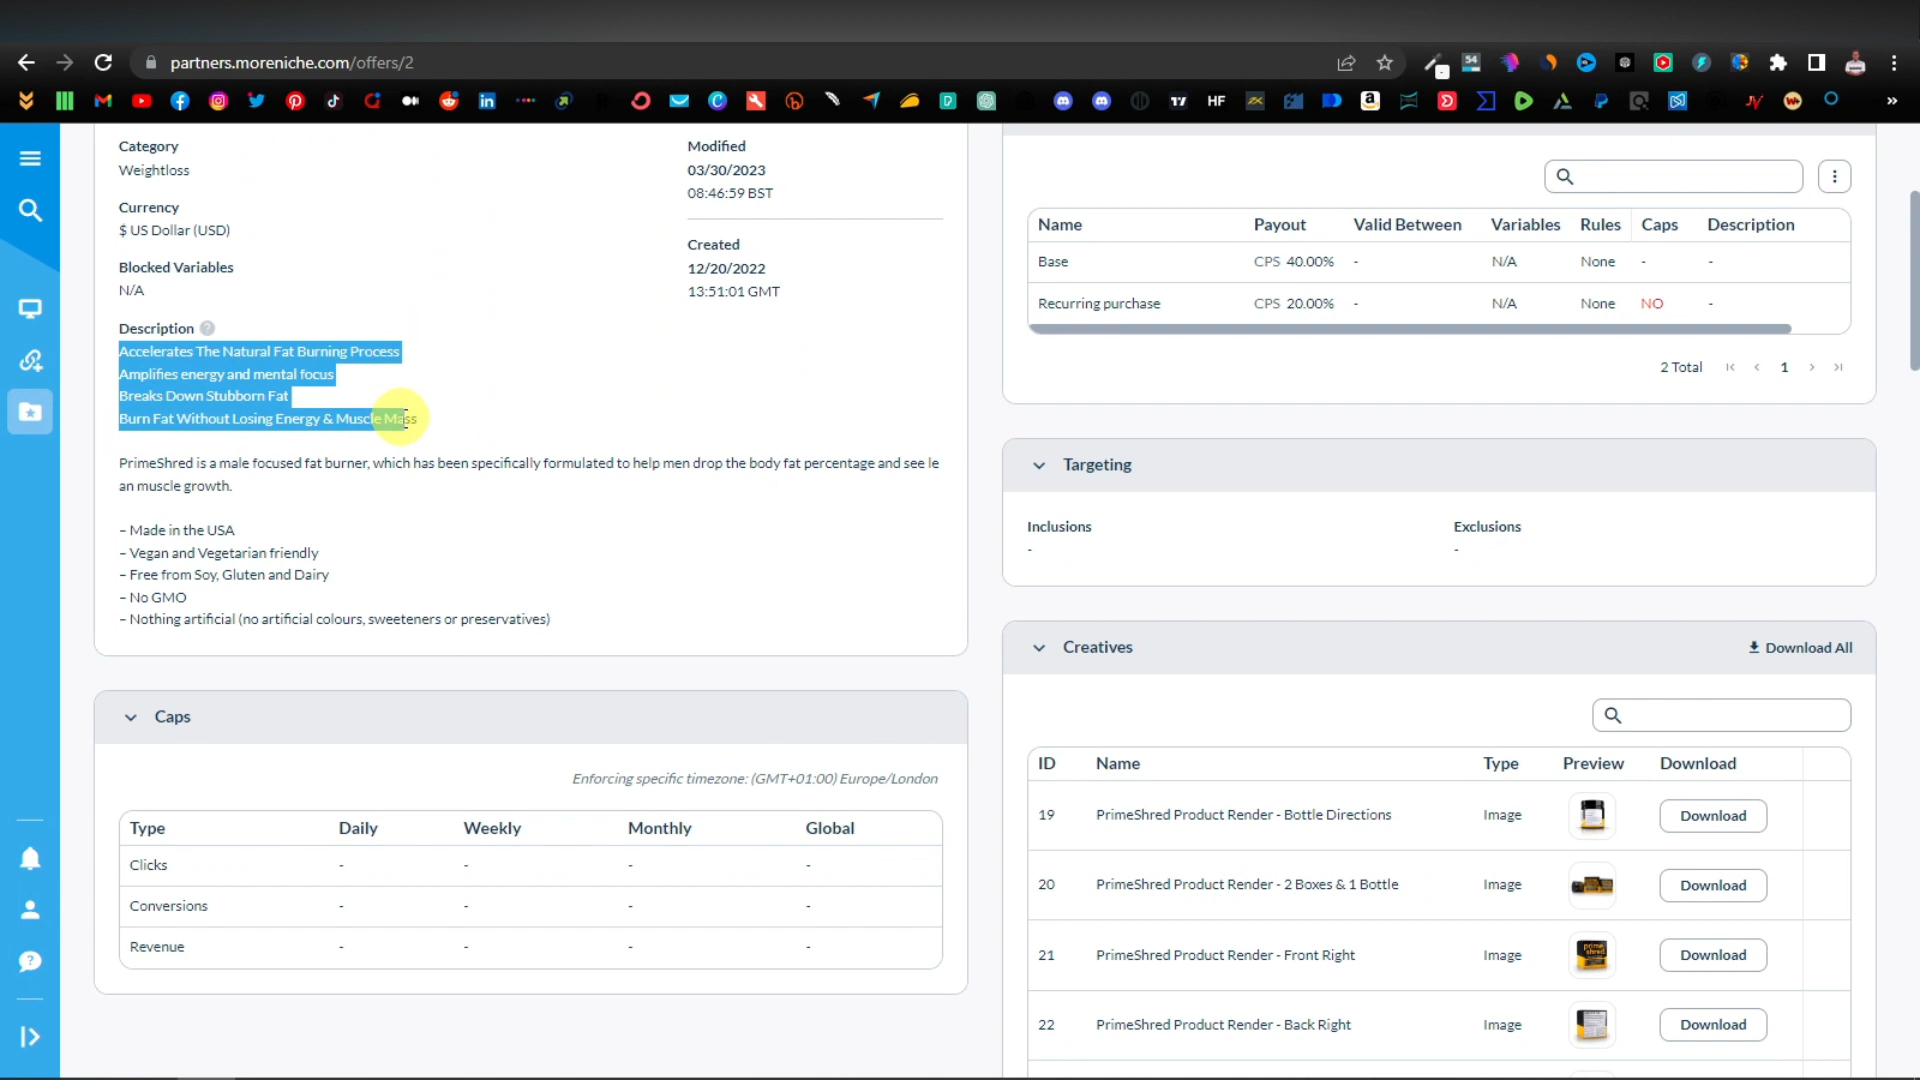 partners.moreniche.com/offers/2
54
HF
Category
Weightloss
Currency
$ US Dollar (USD)
Blocked Variables
N/A
Description ?
Accelerates The Natural Fat Burning Process
Amplifies energy and mental focus
Breaks Down Stubborn Fat
Burn Fat Without Losing Energy & Muscle Mass
PrimeShred is a male focused fat burner, which has been specifically formulated to help men drop the body fat percentage and see le
an muscle growth.
– Made in the USA
– Vegan and Vegetarian friendly
– Free from Soy, Gluten and Dairy
– No GMO
– Nothing artificial (no artificial colours, sweeteners or preservatives)
Modified
03/30/2023
08:46:59 BST
Created
12/20/2022
13:51:01 GMT
Caps
Enforcing specific timezone: (GMT+01:00) Europe/London
Type Daily Weekly Monthly Global
Clicks - - - -
Conversions - - - -
Revenue - - - -
Name Payout Valid Between Variables Rules Caps Description
Base CPS 40.00% - N/A None - -
Recurring purchase CPS 20.00% - N/A None NO -
2 Total 1
Targeting
Inclusions Exclusions
- -
Creatives Download All
ID Name Type Preview Download
19 PrimeShred Product Render - Bottle Directions Image Download
20 PrimeShred Product Render - 2 Boxes & 1 Bottle Image Download
21 PrimeShred Product Render - Front Right Image Download
22 PrimeShred Product Render - Back Right Image Download